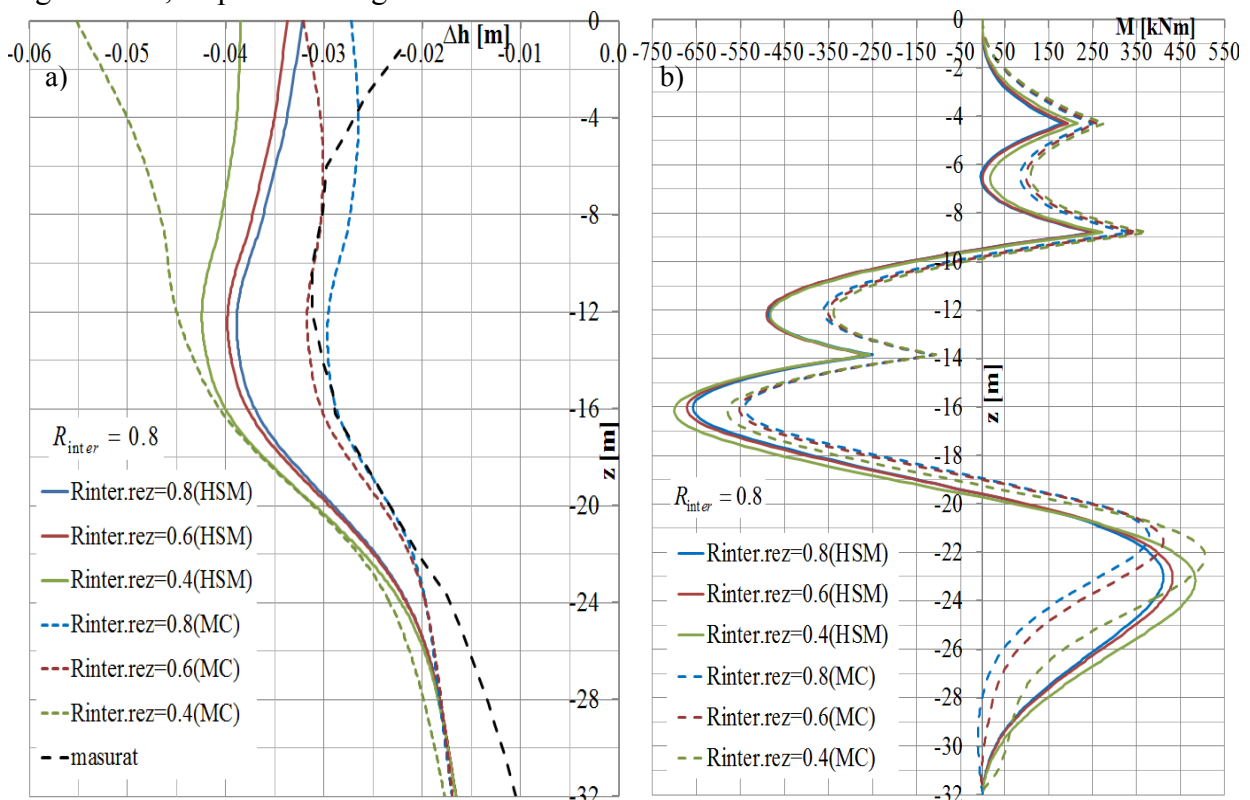 0
-0.06 -0.05 -0.04 -0.03 -0.02 -0.01 0.0
Δh [m]
a)
-4
-8
-12
-16
-20
-24
-28
-32
z [m]
R inter = 0.8
Rinter.rez=0.8(HSM)
Rinter.rez=0.6(HSM)
Rinter.rez=0.4(HSM)
Rinter.rez=0.8(MC)
Rinter.rez=0.6(MC)
Rinter.rez=0.4(MC)
masurat
0
M [kNm]
-750 -650 -550 -450 -350 -250 -150 -50 50 150 250 350 450 550
b)
-2
-4
-6
-8
-10
-12
-14
-16
-18
-20
-22
-24
-26
-28
-30
-32
z [m]
R inter = 0.8
Rinter.rez=0.8(HSM)
Rinter.rez=0.6(HSM)
Rinter.rez=0.4(HSM)
Rinter.rez=0.8(MC)
Rinter.rez=0.6(MC)
Rinter.rez=0.4(MC)